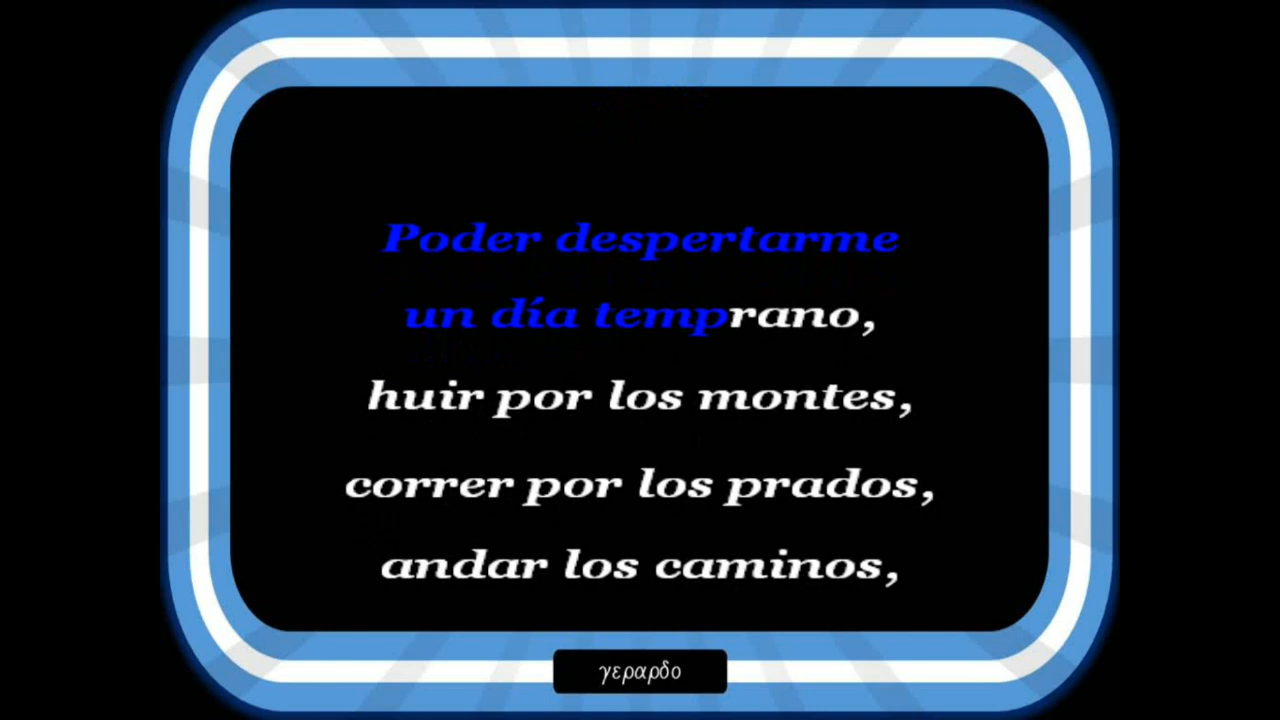 Poder despertarme
un día temprano,
huir por los montes,
correr por los prados,
andar los caminos,
γεραρδο